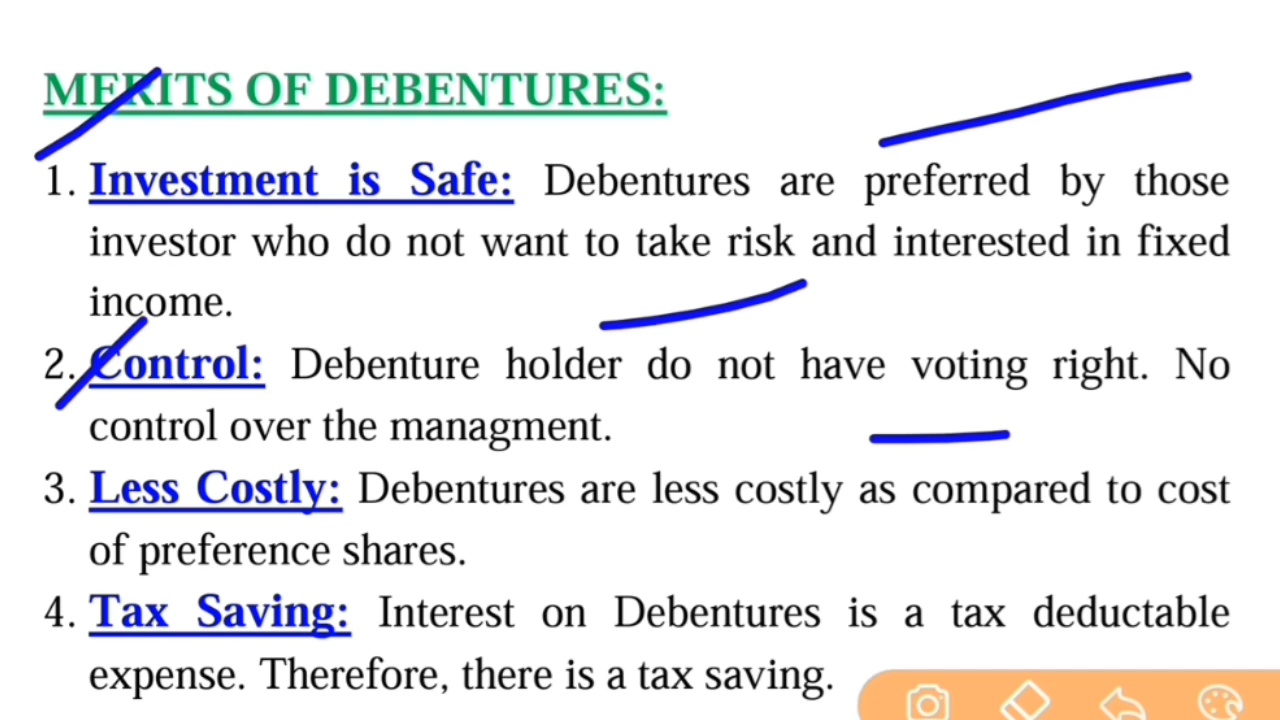 MERITS OF DEBENTURES:
1. Investment is Safe: Debentures are preferred by those
investor who do not want to take risk and interested in fixed
income.
2. Control: Debenture holder do not have voting right. No
control over the managment.
3. Less Costly: Debentures are less costly as compared to cost
of preference shares.
4. Tax Saving: Interest on Debentures is a tax deductable
expense. Therefore, there is a tax saving.